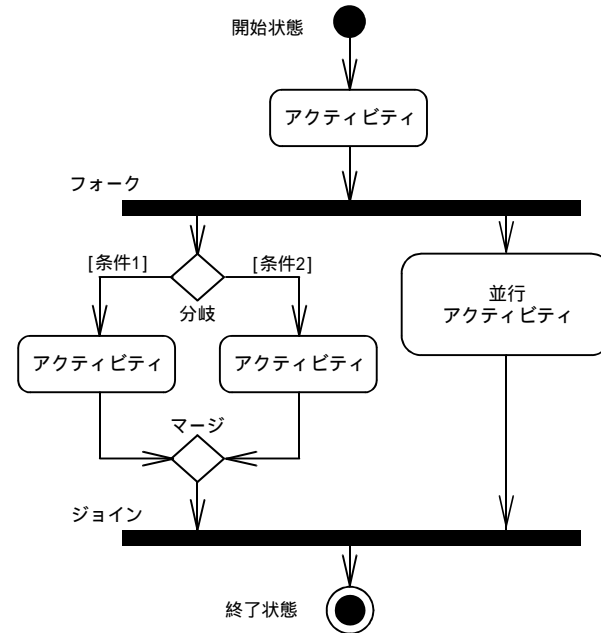 開始状態
アクティビティ
フォーク
[条件1]
[条件2]
分岐
並行
アクティビティ
アクティビティ
アクティビティ
マージ
ジョイン
終了状態